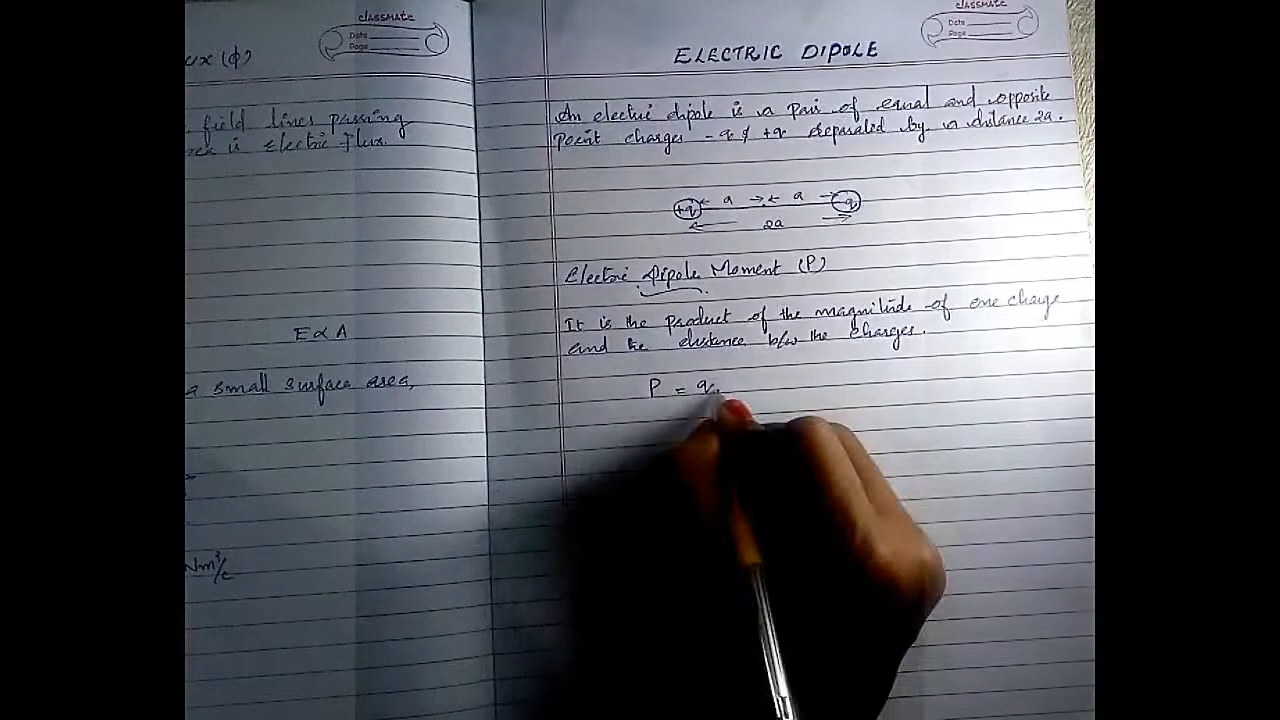 CLASSMATE
Date
Page
ux (ϕ)
field lines passing
is electric flux.
E ∝ A
a small surface area,
CLASSMATE
Date
Page
ELECTRIC DIPOLE
An electric dipole is a pair of equal and opposite
point charges -q & +q separated by a distance 2a.
+q a a -q
2a
Electric Dipole Moment (P)
It is the product of the magnitude of one charge
and the distance b/w the charges.
P = q.